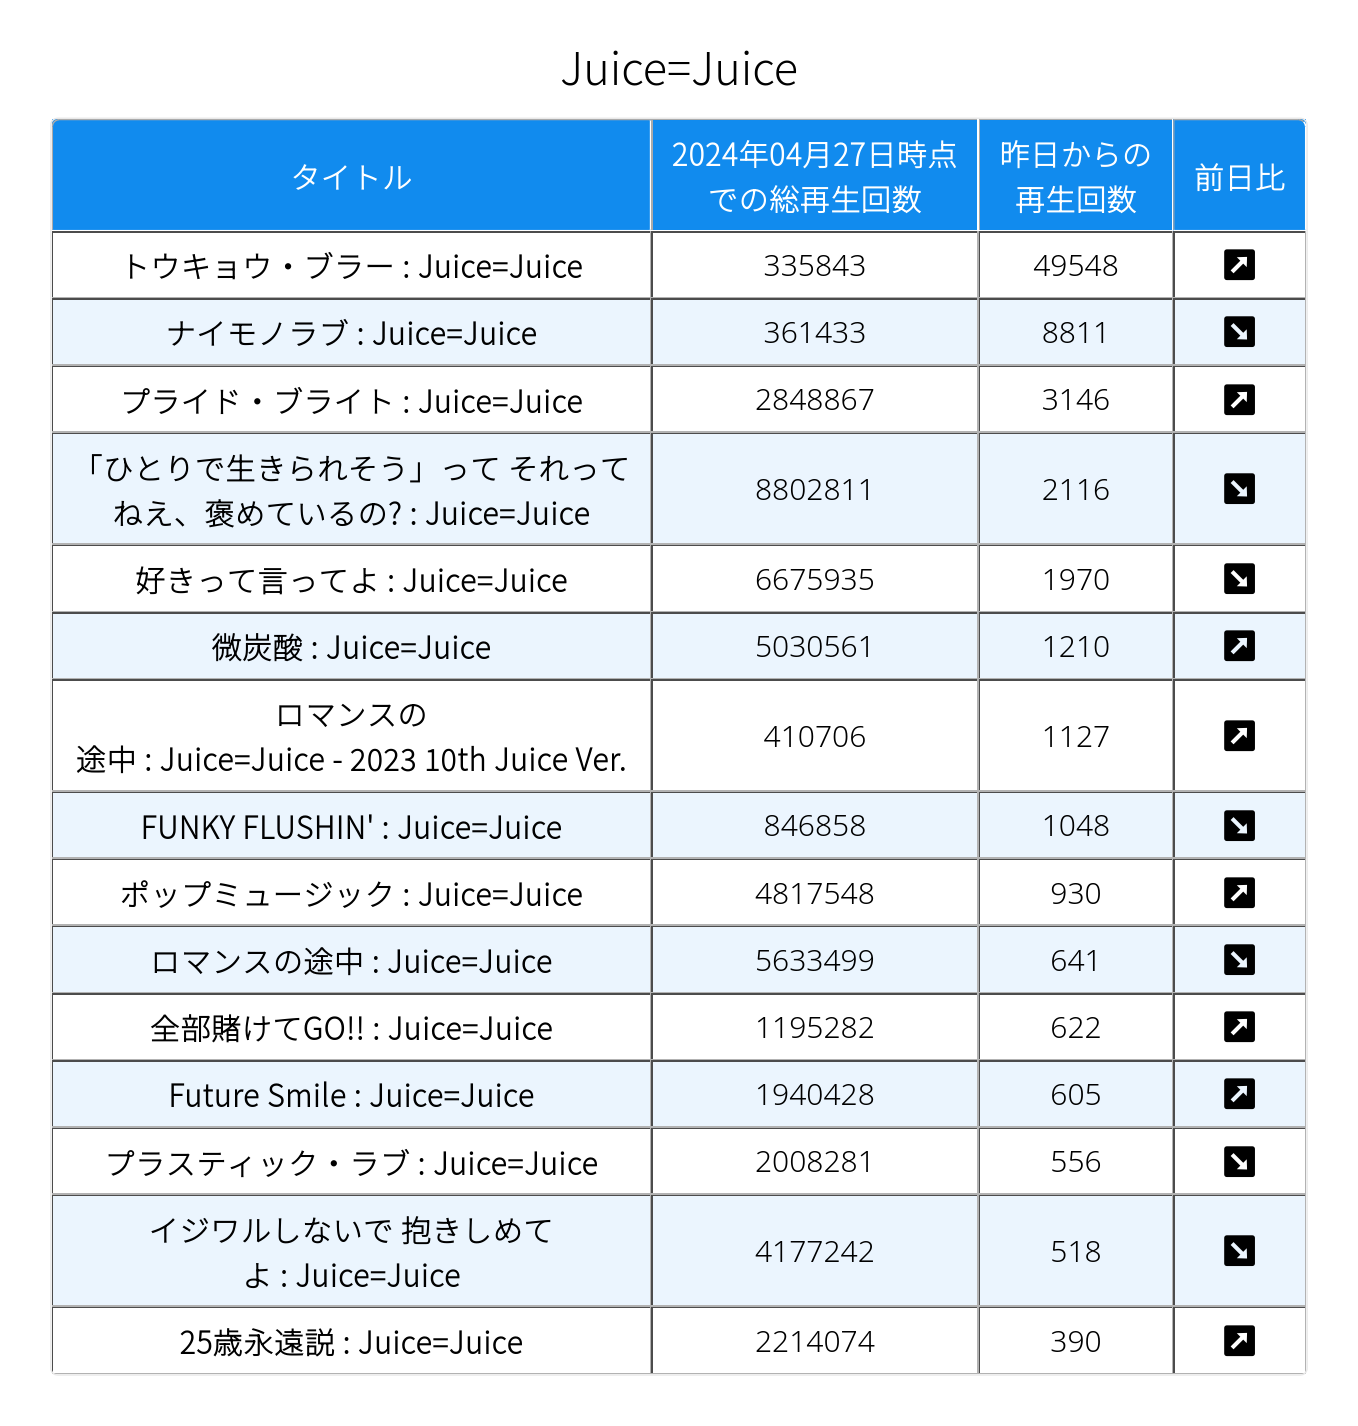 Juice=Juice
タイトル
2024年04月27日時点
での総再生回数
昨日からの
再生回数
前日比
トウキョウ・ブラー : Juice=Juice
335843
49548
ナイモノラブ : Juice=Juice
361433
8811
プライド・ブライト : Juice=Juice
2848867
3146
「ひとりで生きられそう」って それって
ねえ、褒めているの? : Juice=Juice
8802811
2116
好きって言ってよ : Juice=Juice
6675935
1970
微炭酸 : Juice=Juice
5030561
1210
ロマンスの
途中 : Juice=Juice - 2023 10th Juice Ver.
410706
1127
FUNKY FLUSHIN' : Juice=Juice
846858
1048
ポップミュージック : Juice=Juice
4817548
930
ロマンスの途中 : Juice=Juice
5633499
641
全部賭けてGO!! : Juice=Juice
1195282
622
Future Smile : Juice=Juice
1940428
605
プラスティック・ラブ : Juice=Juice
2008281
556
イジワルしないで 抱きしめて
よ : Juice=Juice
4177242
518
25歳永遠説 : Juice=Juice
2214074
390